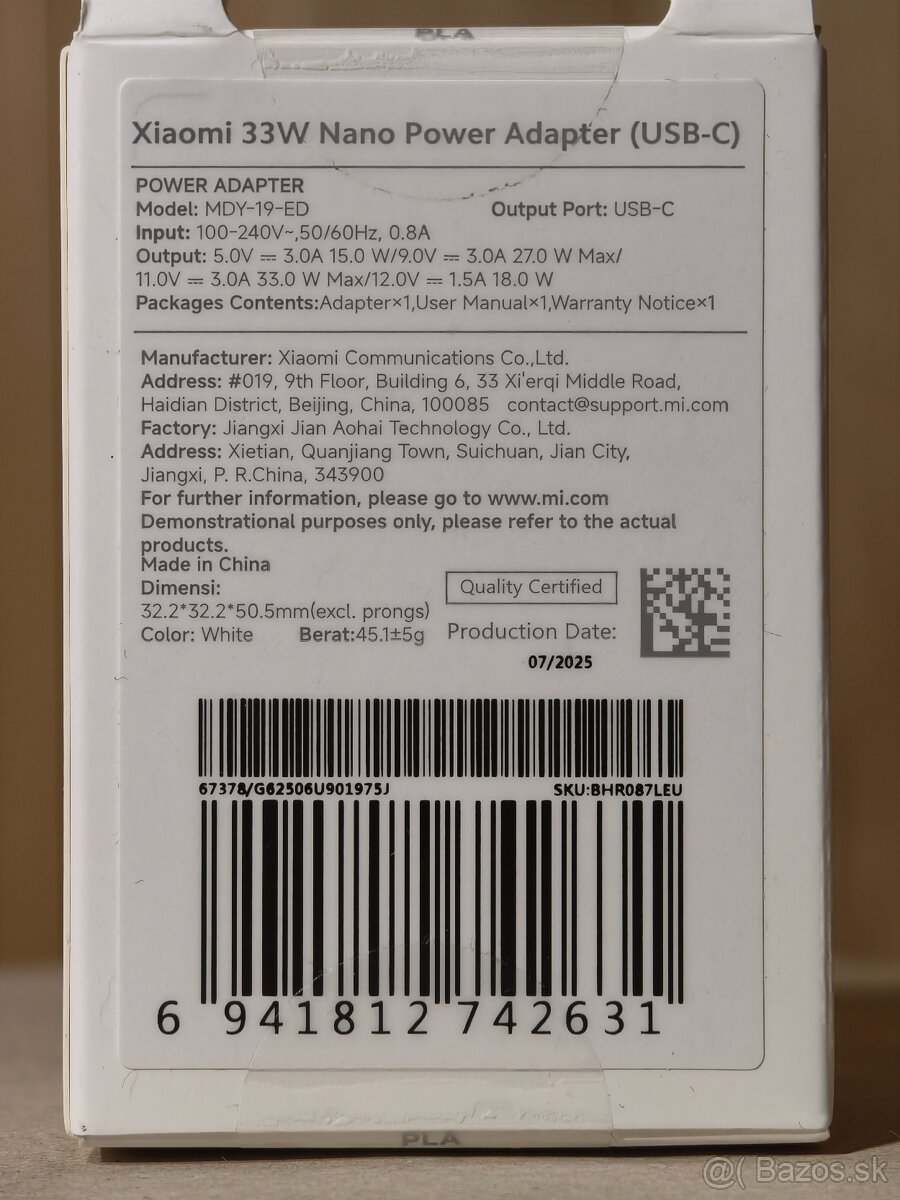 PLA
Xiaomi 33W Nano Power Adapter (USB-C)
POWER ADAPTER
Model: MDY-19-ED Output Port: USB-C
Input: 100-240V~,50/60Hz, 0.8A
Output: 5.0V ⎓ 3.0A 15.0 W/9.0V ⎓ 3.0A 27.0 W Max/
11.0V ⎓ 3.0A 33.0 W Max/12.0V ⎓ 1.5A 18.0 W
Packages Contents:Adapter×1,User Manual×1,Warranty Notice×1
Manufacturer: Xiaomi Communications Co.,Ltd.
Address: #019, 9th Floor, Building 6, 33 Xi'erqi Middle Road,
Haidian District, Beijing, China, 100085 contact@support.mi.com
Factory: Jiangxi Jian Aohai Technology Co., Ltd.
Address: Xietian, Quanjiang Town, Suichuan, Jian City,
Jiangxi, P. R.China, 343900
For further information, please go to www.mi.com
Demonstrational purposes only, please refer to the actual
products.
Made in China
Dimensi:
32.2*32.2*50.5mm(excl. prongs)
Color: White Berat:45.1±5g
Quality Certified
Production Date:
07/2025
67378/G62506U901975J SKU:BHR087LEU
6 941812 742631
PLA
@( Bazos.sk